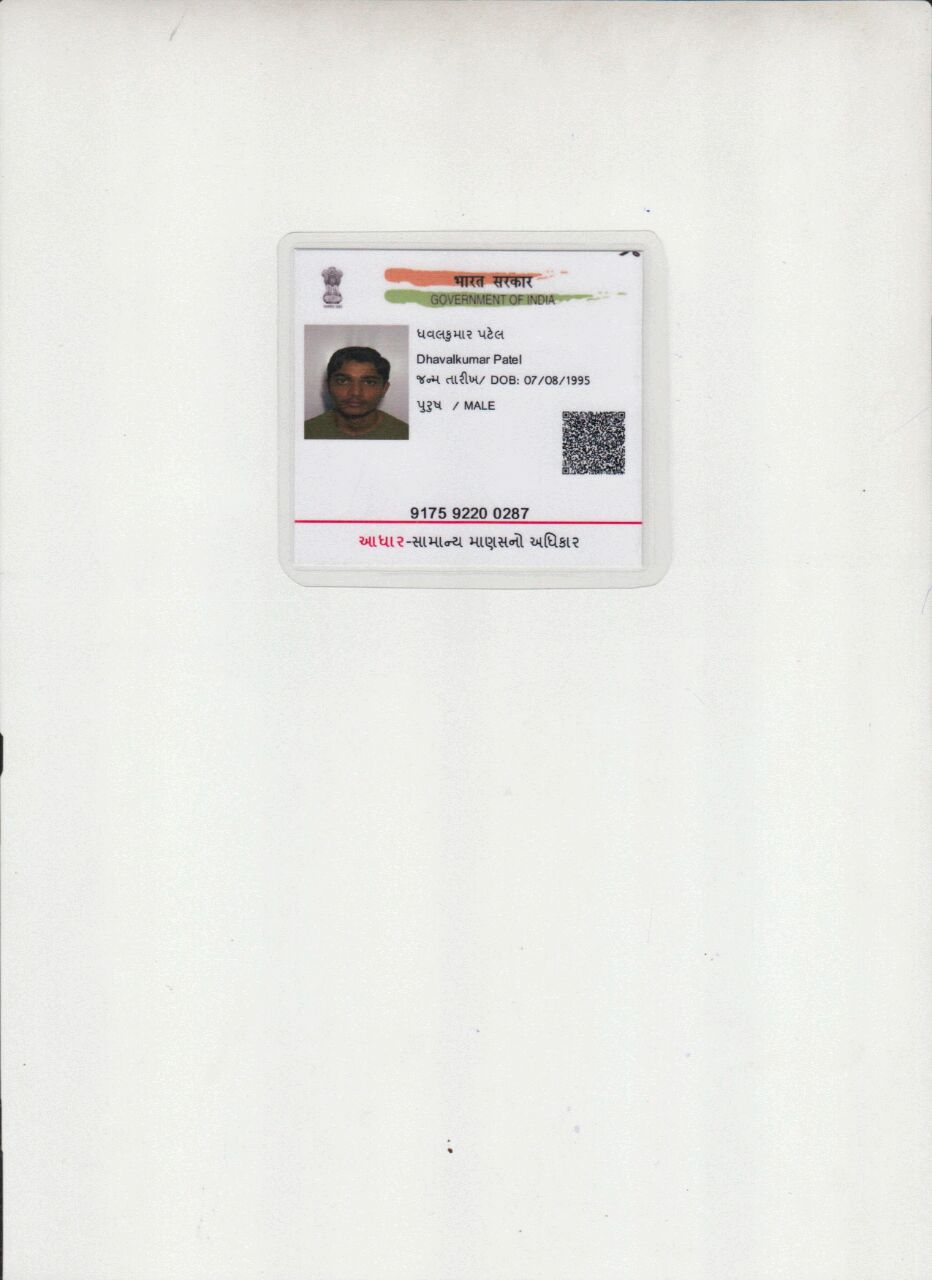 भारत सरकार
GOVERNMENT OF INDIA
ધવલકુમાર પટેલ
Dhavalkumar Patel
જન્મ તારીખ/ DOB: 07/08/1995
પુરુષ / MALE
9175 9220 0287
આધાર-સામાન્ય માણસનો અધિકાર